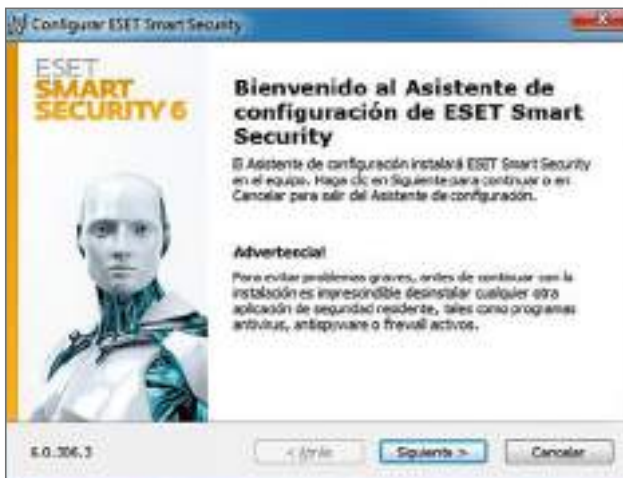 Configurar ESET Smart Security
ESET
SMART
SECURITY 6
Bienvenido al Asistente de
configuración de ESET Smart
Security
El Asistente de configuración instalará ESET Smart Security
en el equipo. Haga clic en Siguiente para continuar o en
Cancelar para salir del Asistente de configuración.
Advertencia!
Para evitar problemas graves, antes de continuar con la
instalación es imprescindible desinstalar cualquier otra
aplicación de seguridad residente, tales como programas
antivirus, antispyware o firewall activos.
6.0.306.3
< Atrás
Siguiente >
Cancelar